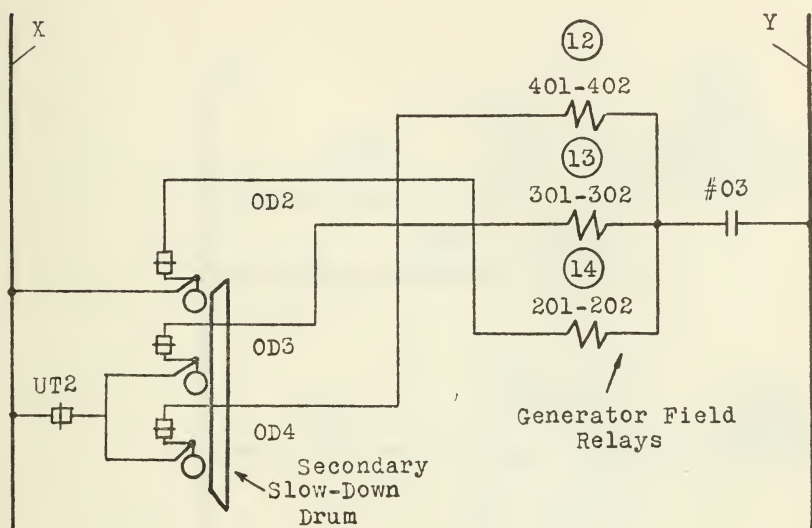 X
Y
12
401-402
13
301-302
#03
14
201-202
OD2
OD3
UT2
OD4
Generator Field
Relays
Secondary
Slow-Down
Drum